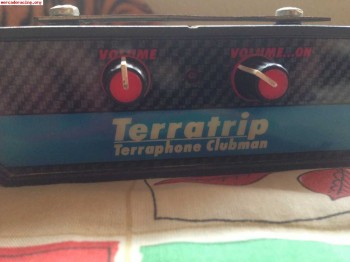 mercadoracing.org
VOLUME
VOLUME...ON
Terratrip
Terraphone Clubman